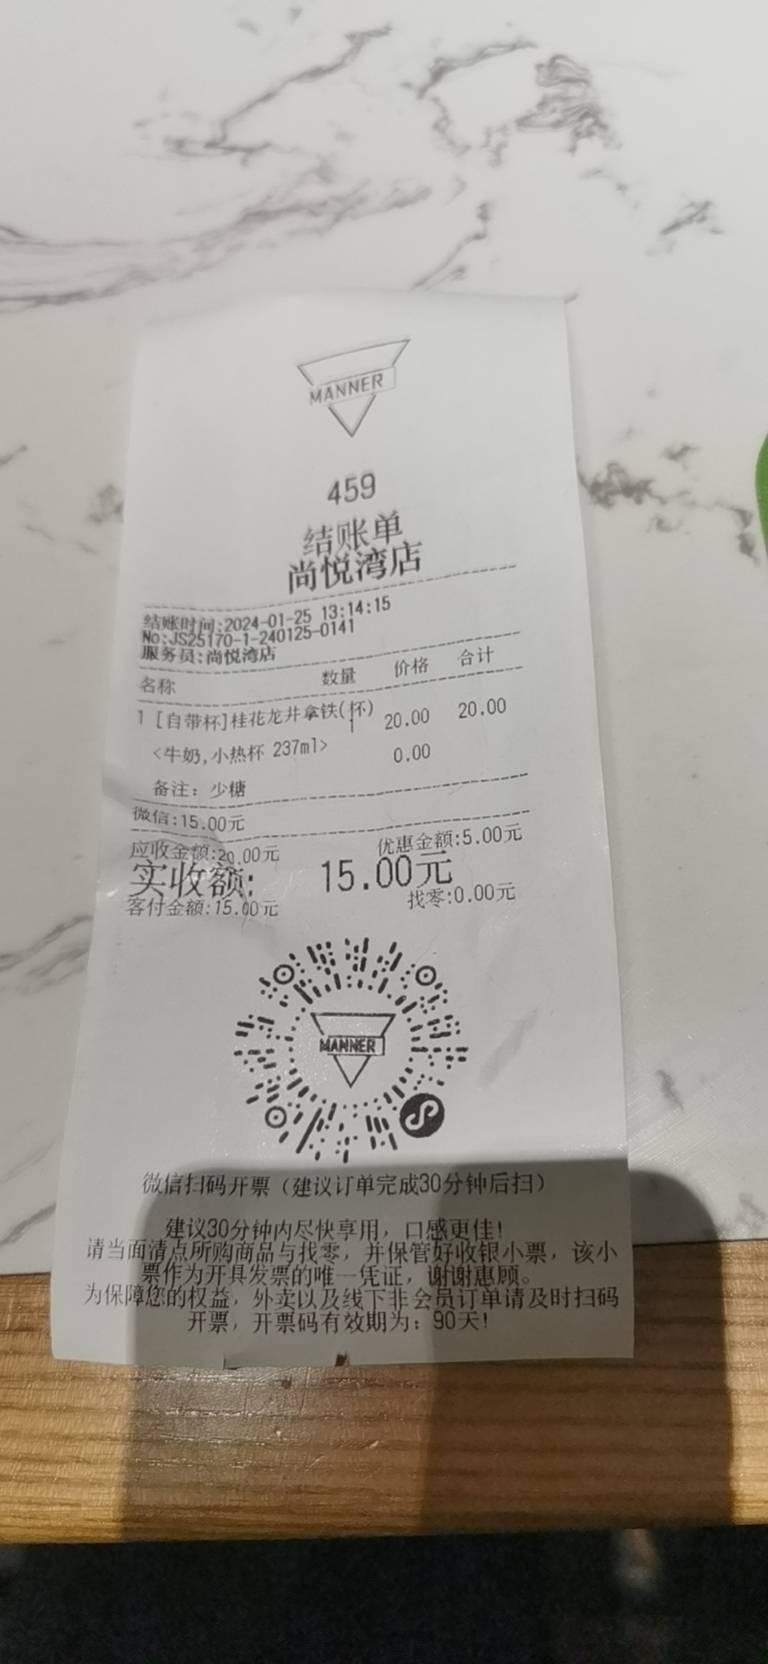 MANNER
459
结账单
尚悦湾店
结账时间:2024-01-25 13:14:15
No:JS25170-1-240125-0141
服务员:尚悦湾店
名称 数量 价格 合计
1 [自带杯]桂花龙井拿铁(杯) 1 20.00 20.00
<牛奶,小热杯 237ml> 0.00
备注: 少糖
微信:15.00元
应收金额:20.00元 优惠金额:5.00元
实收额: 15.00元
客付金额:15.00元 找零:0.00元
MANNER
微信扫码开票（建议订单完成30分钟后扫）
建议30分钟内尽快享用，口感更佳!
请当面清点所购商品与找零，并保管好收银小票，该小
票作为开具发票的唯一凭证，谢谢惠顾。
为保障您的权益，外卖以及线下非会员订单请及时扫码
开票，开票码有效期为: 90天!